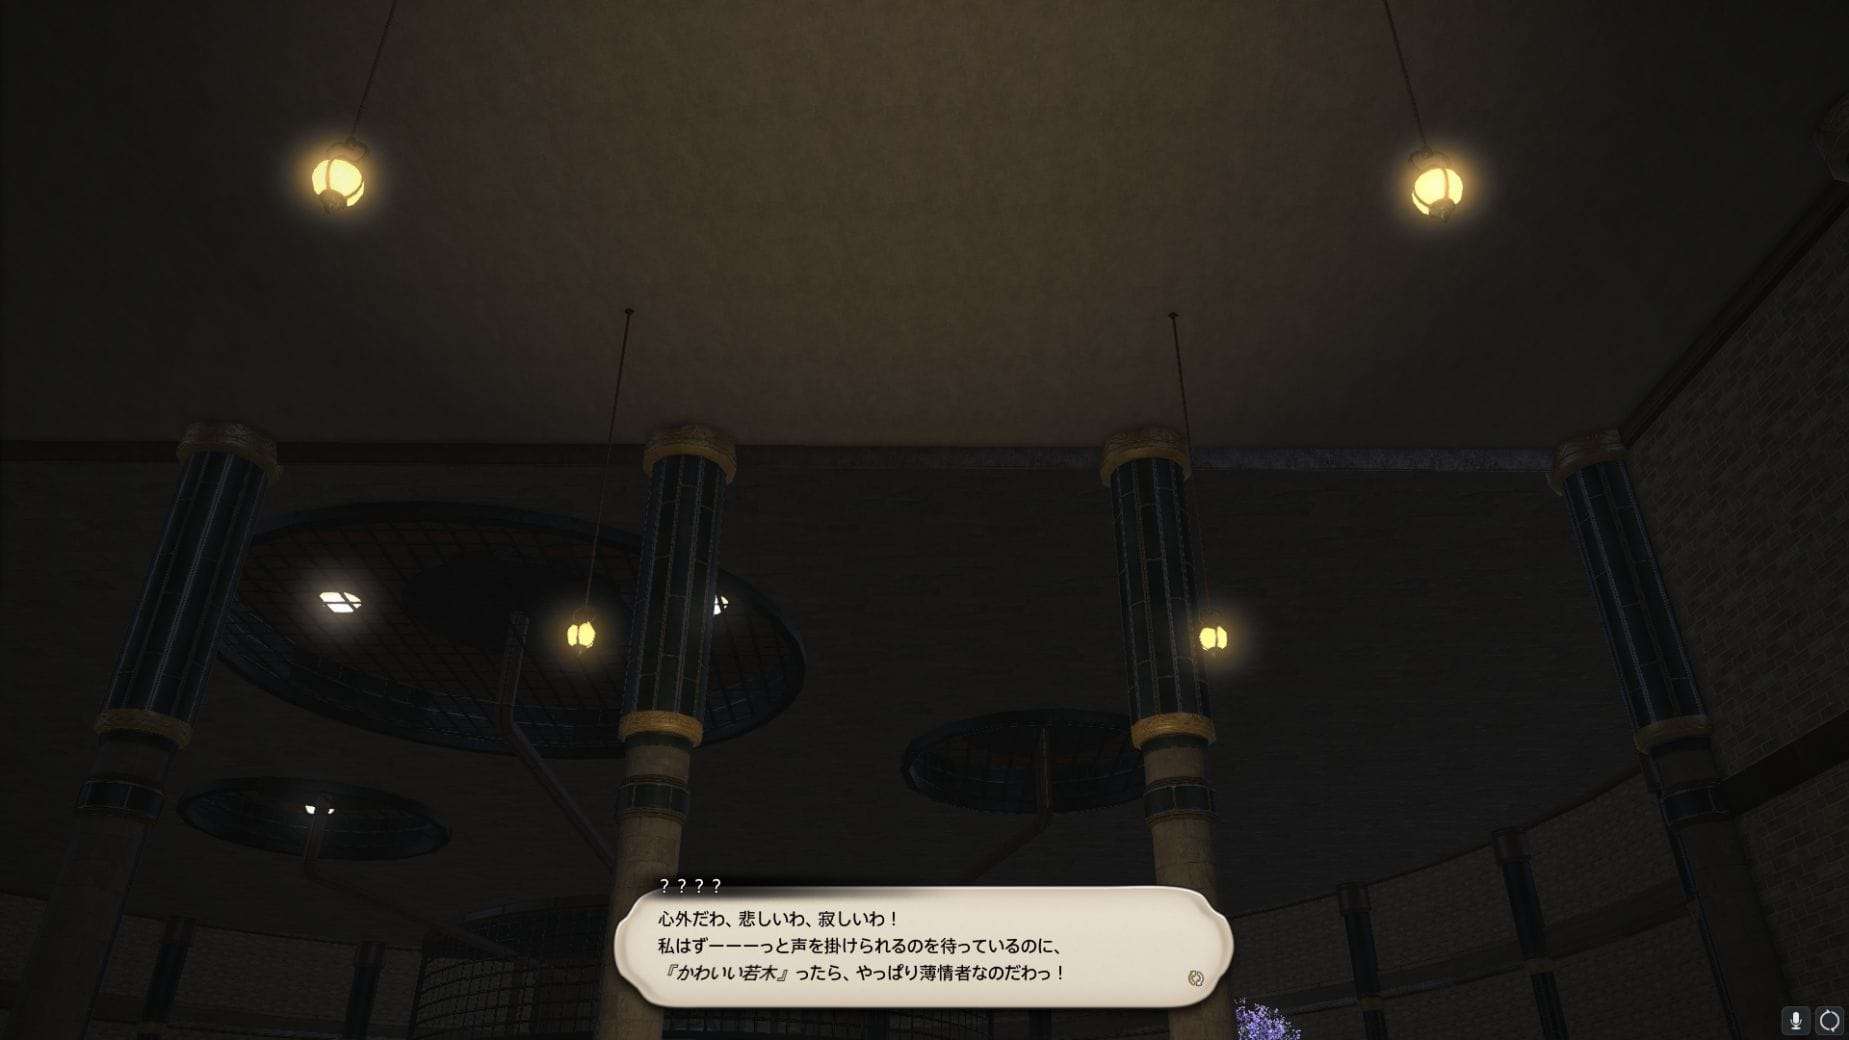 ？？？？
心外だわ、悲しいわ、寂しいわ！
私はずーーーっと声を掛けられるのを待っているのに、
『かわいい若木』ったら、やっぱり薄情者なのだわっ！